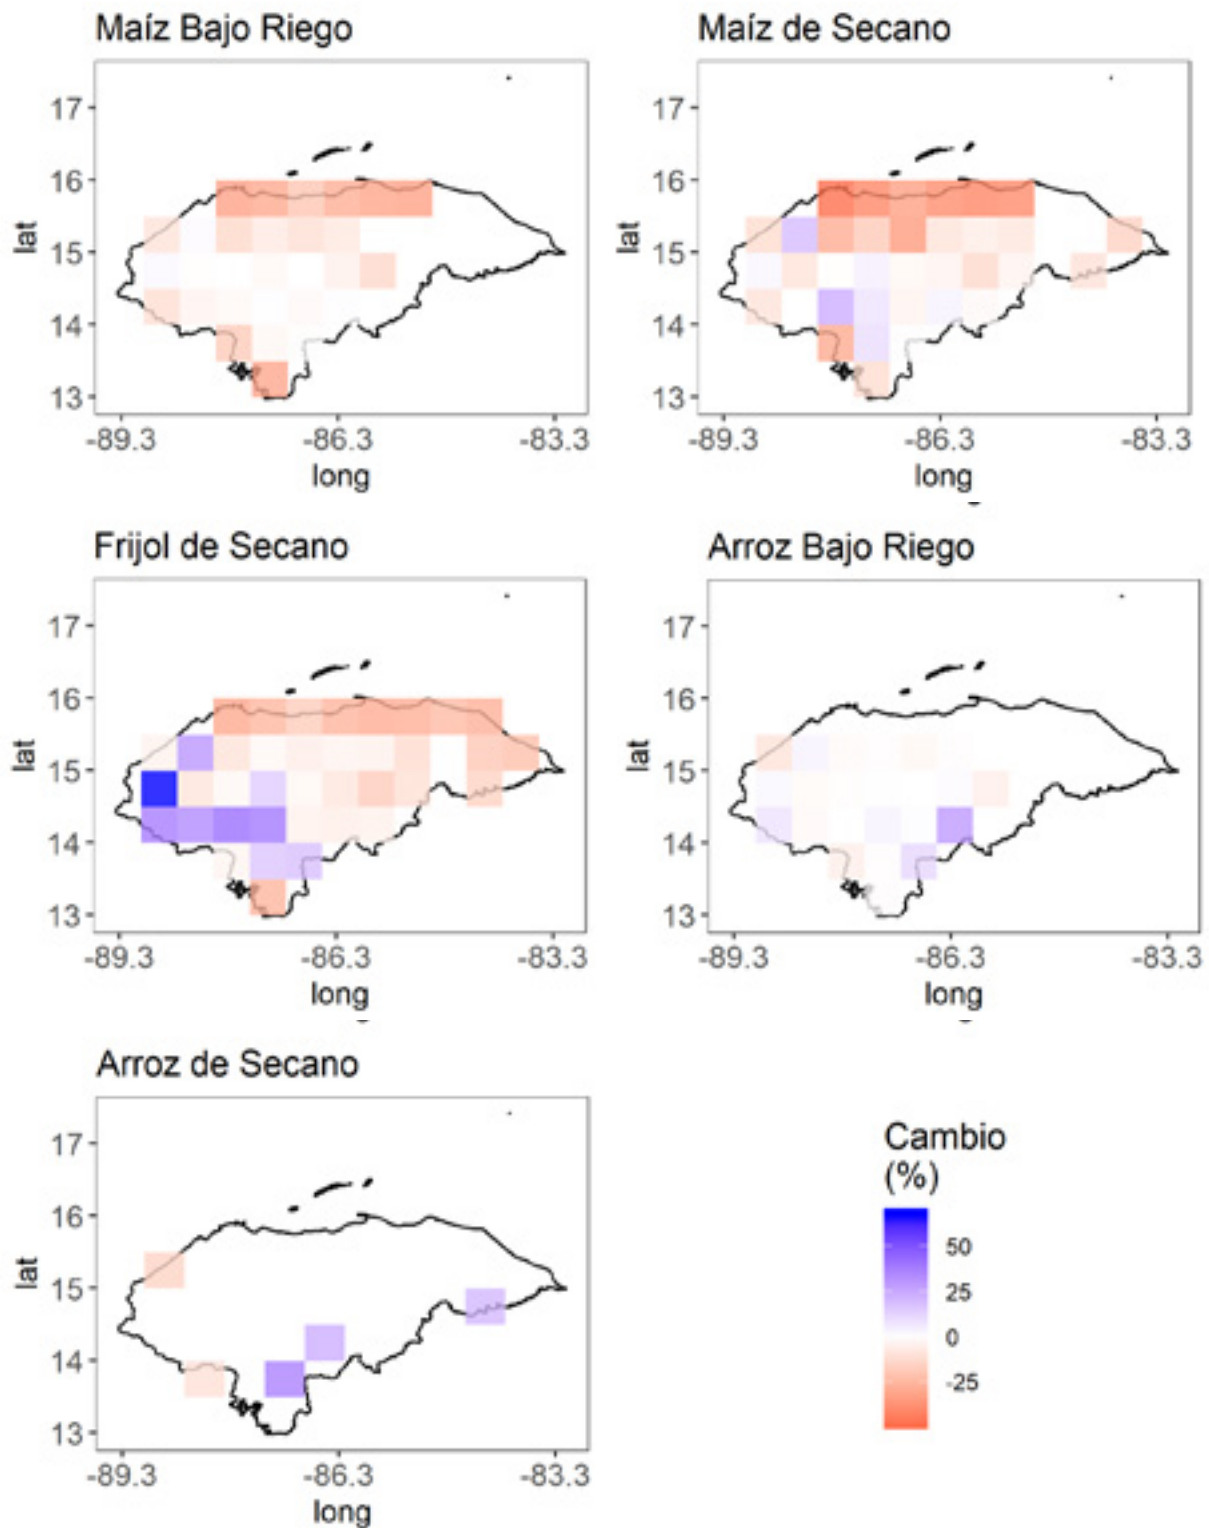 Maíz Bajo Riego
Maíz de Secano
17
16
15
14
13
lat
-89.3
-86.3
-83.3
long
17
16
15
14
13
lat
-89.3
-86.3
-83.3
long
Frijol de Secano
Arroz Bajo Riego
17
16
15
14
13
lat
-89.3
-86.3
-83.3
long
17
16
15
14
13
lat
-89.3
-86.3
-83.3
long
Arroz de Secano
17
16
15
14
13
lat
-89.3
-86.3
-83.3
long
Cambio
(%)
50
25
0
-25